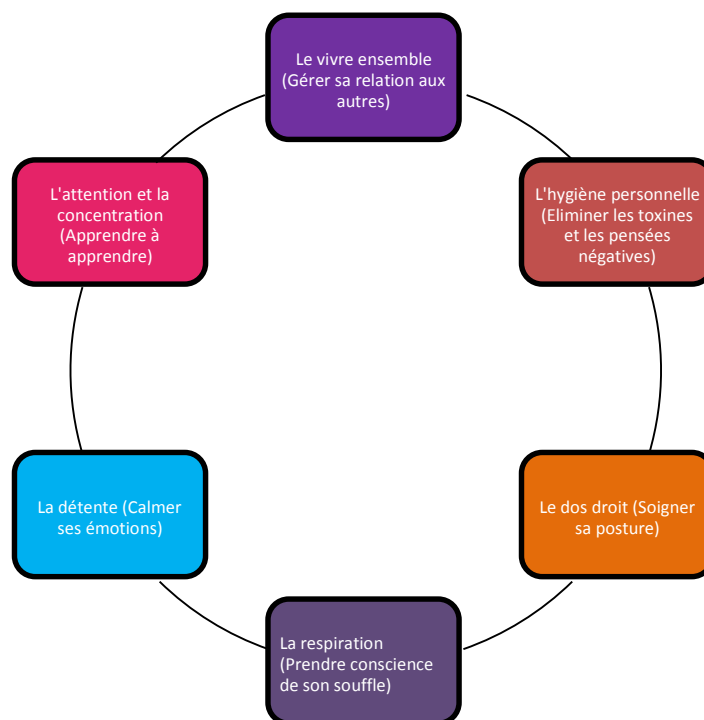 Le vivre ensemble
(Gérer sa relation aux
autres)
L'hygiène personnelle
(Eliminer les toxines
et les pensées
négatives)
Le dos droit (Soigner
sa posture)
La respiration
(Prendre conscience
de son souffle)
La détente (Calmer
ses émotions)
L'attention et la
concentration
(Apprendre à
apprendre)